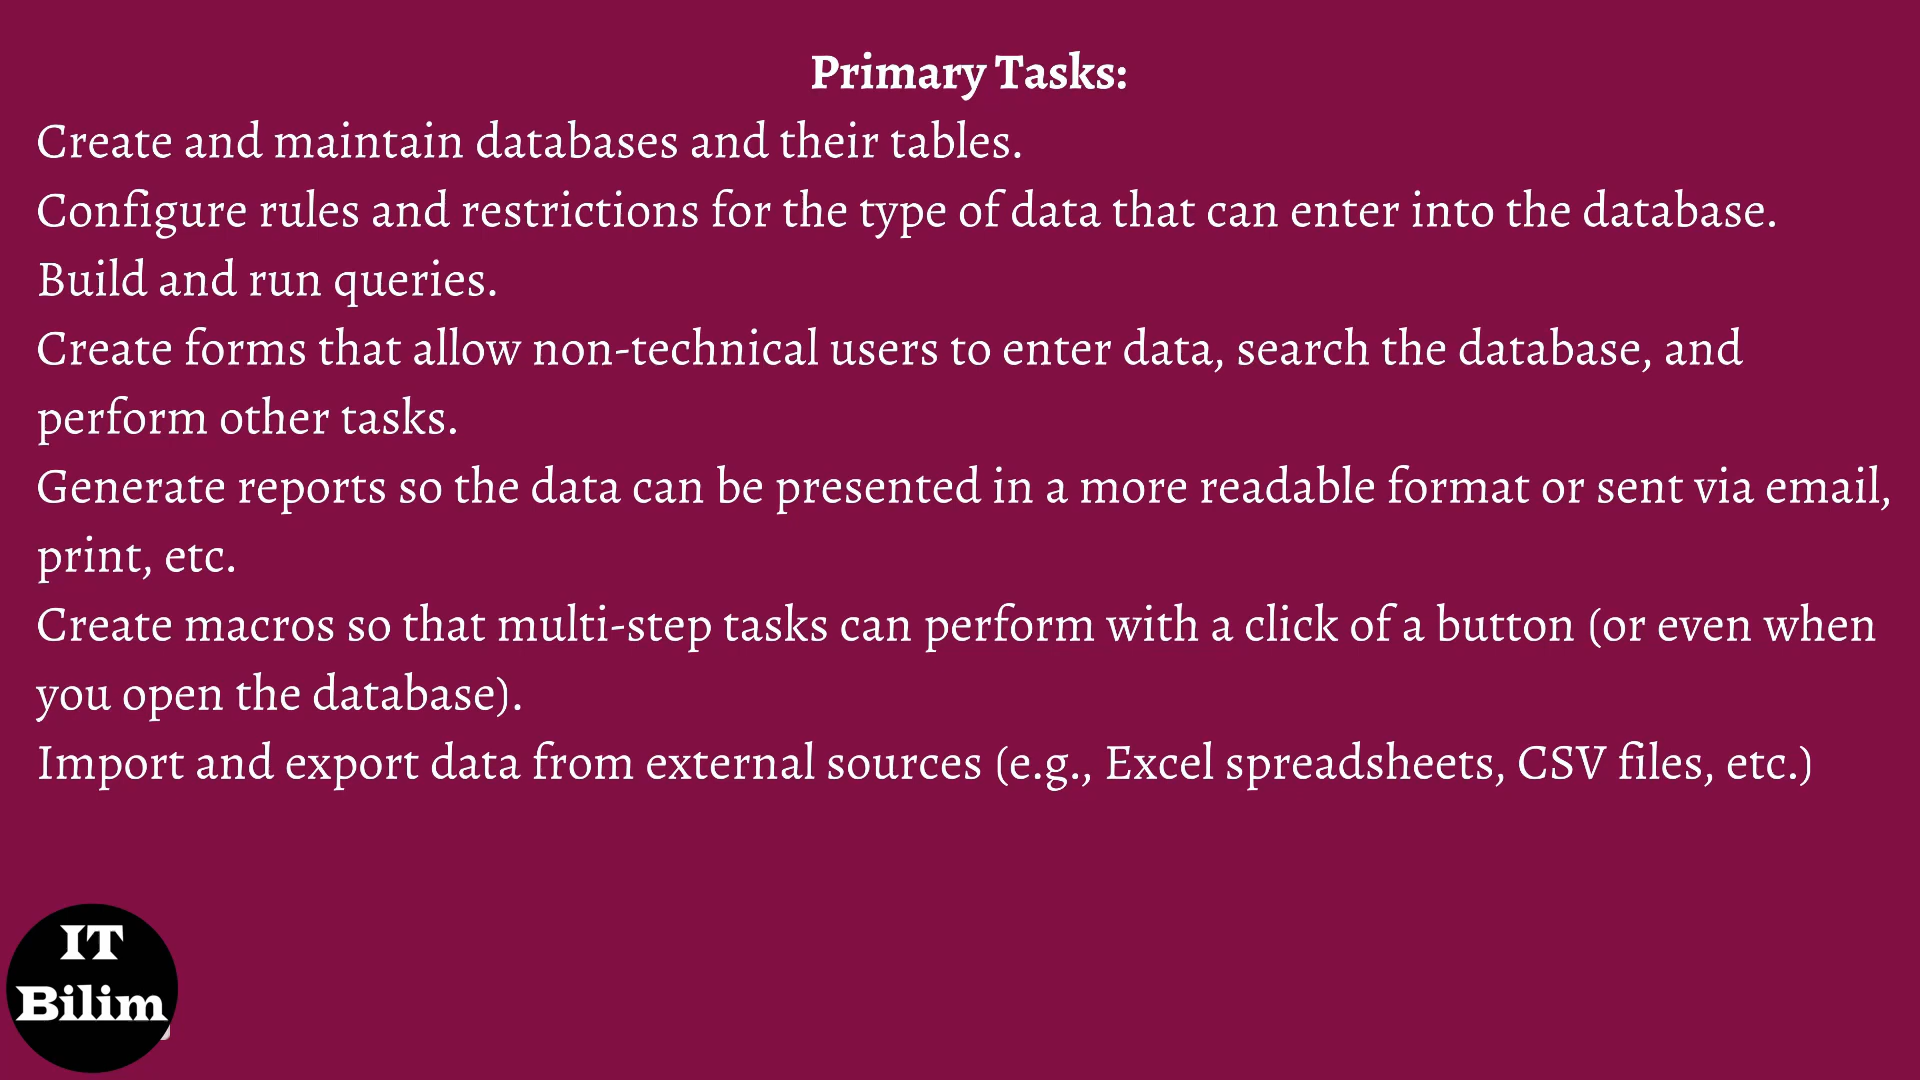 Primary Tasks:
Create and maintain databases and their tables.
Configure rules and restrictions for the type of data that can enter into the database.
Build and run queries.
Create forms that allow non-technical users to enter data, search the database, and
perform other tasks.
Generate reports so the data can be presented in a more readable format or sent via email,
print, etc.
Create macros so that multi-step tasks can perform with a click of a button (or even when
you open the database).
Import and export data from external sources (e.g., Excel spreadsheets, CSV files, etc.)
IT
Bilim